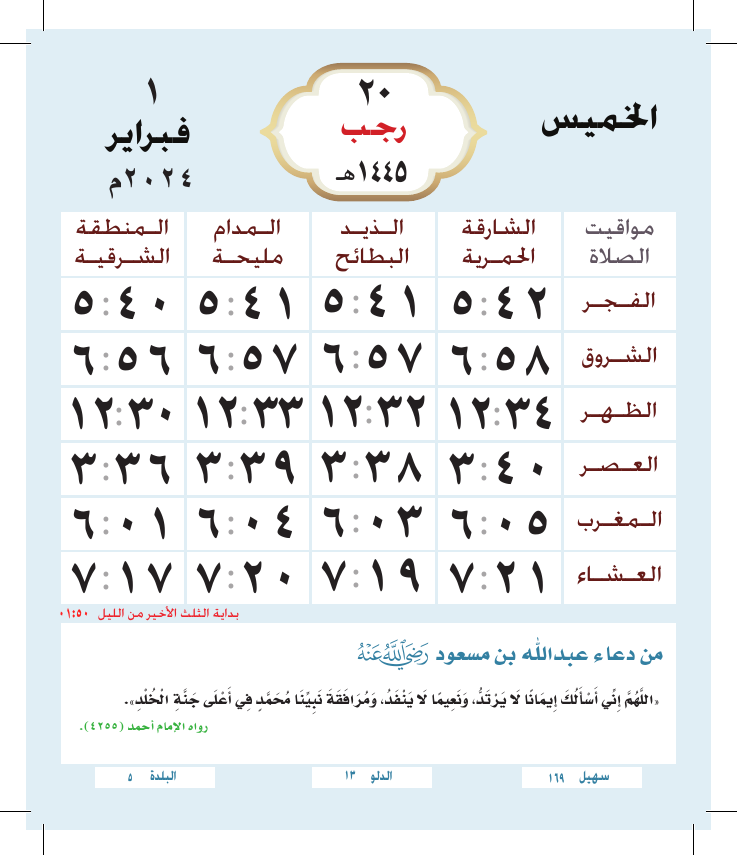 الخميس
٢٠
رجب
١٤٤٥هـ
١
فبراير
٢٠٢٤م
مواقيت الصلاة | الشارقة الحمرية | الذيد البطائح | المدام مليحة | المنطقة الشرقية
الفجر ٥:٤٢ ٥:٤١ ٥:٤١ ٥:٤٠
الشروق ٦:٥٨ ٦:٥٧ ٦:٥٧ ٦:٥٦
الظهر ١٢:٣٤ ١٢:٣٢ ١٢:٣٣ ١٢:٣٠
العصر ٣:٤٠ ٣:٣٨ ٣:٣٩ ٣:٣٦
المغرب ٦:٠٥ ٦:٠٣ ٦:٠٤ ٦:٠١
العشاء ٧:٢١ ٧:١٩ ٧:٢٠ ٧:١٧
بداية الثلث الأخير من الليل ٠١:٥٠
من دعاء عبدالله بن مسعود رَضِيَ اللَّهُ عَنْهُ
«اللَّهُمَّ إِنِّي أَسْأَلُكَ إِيمَانًا لَا يَرْتَدُّ، وَنَعِيمًا لَا يَنْفَدُ، وَمُرَافَقَةَ نَبِيِّنَا مُحَمَّدٍ فِي أَعْلَى جَنَّةِ الْخُلْدِ».
رواه الإمام أحمد (٤٢٥٥).
سهيل ١٦٩
الدلو ١٣
البلدة ٥